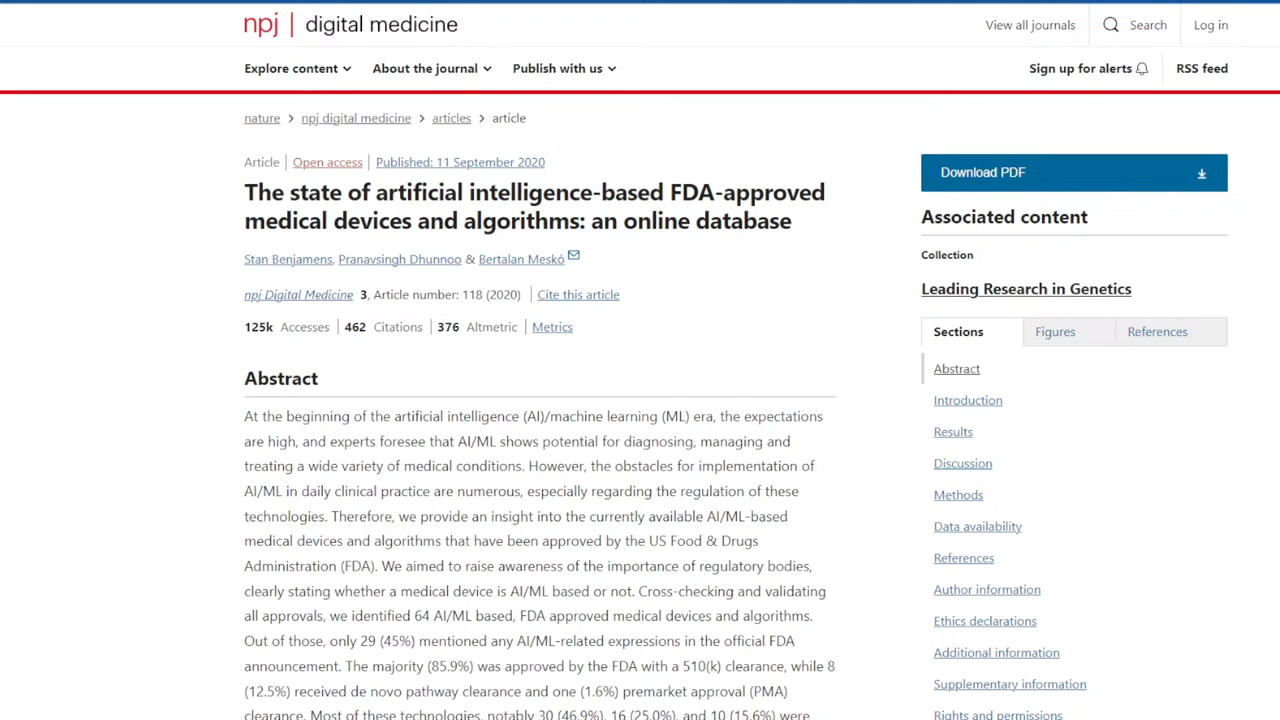 npj | digital medicine
View all journals
Search
Log in
Explore content
About the journal
Publish with us
Sign up for alerts
RSS feed
nature > npj digital medicine > articles > article
Article | Open access | Published: 11 September 2020
The state of artificial intelligence-based FDA-approved
medical devices and algorithms: an online database
Stan Benjamens, Pranavsingh Dhunnoo & Bertalan Meskó
npj Digital Medicine 3, Article number: 118 (2020) | Cite this article
125k Accesses | 462 Citations | 376 Altmetric | Metrics
Abstract
At the beginning of the artificial intelligence (AI)/machine learning (ML) era, the expectations
are high, and experts foresee that AI/ML shows potential for diagnosing, managing and
treating a wide variety of medical conditions. However, the obstacles for implementation of
AI/ML in daily clinical practice are numerous, especially regarding the regulation of these
technologies. Therefore, we provide an insight into the currently available AI/ML-based
medical devices and algorithms that have been approved by the US Food & Drugs
Administration (FDA). We aimed to raise awareness of the importance of regulatory bodies,
clearly stating whether a medical device is AI/ML based or not. Cross-checking and validating
all approvals, we identified 64 AI/ML based, FDA approved medical devices and algorithms.
Out of those, only 29 (45%) mentioned any AI/ML-related expressions in the official FDA
announcement. The majority (85.9%) was approved by the FDA with a 510(k) clearance, while 8
(12.5%) received de novo pathway clearance and one (1.6%) premarket approval (PMA)
clearance. Most of these technologies, notably 30 (46.9%), 16 (25.0%), and 10 (15.6%) were
Download PDF
Associated content
Collection
Leading Research in Genetics
Sections
Figures
References
Abstract
Introduction
Results
Discussion
Methods
Data availability
References
Author information
Ethics declarations
Additional information
Supplementary information
Rights and permissions